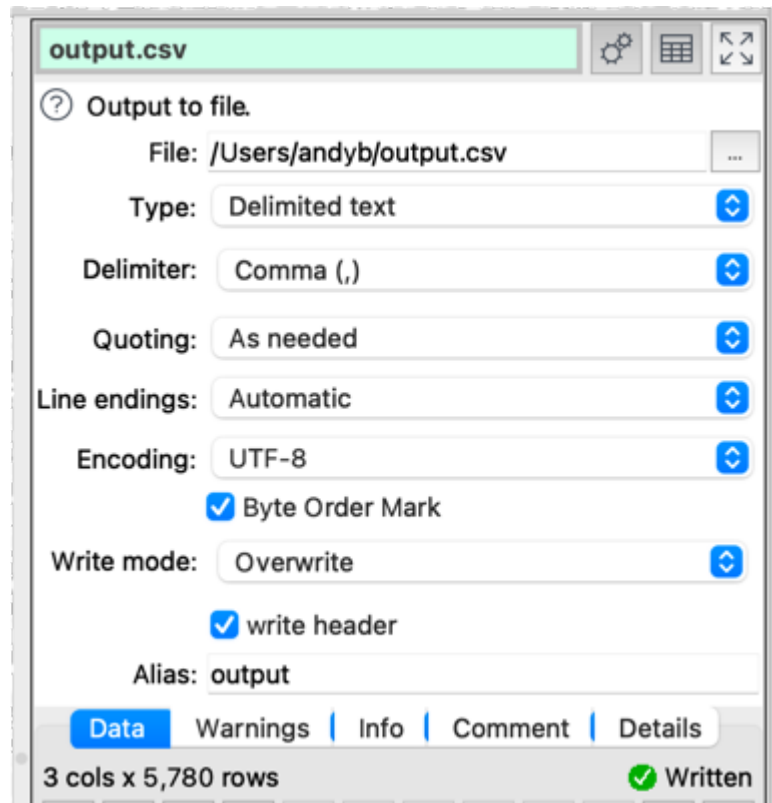 output.csv
? Output to file.
File: /Users/andyb/output.csv ...
Type: Delimited text
Delimiter: Comma (,)
Quoting: As needed
Line endings: Automatic
Encoding: UTF-8
Byte Order Mark
Write mode: Overwrite
write header
Alias: output
Data Warnings Info Comment Details
3 cols x 5,780 rows Written